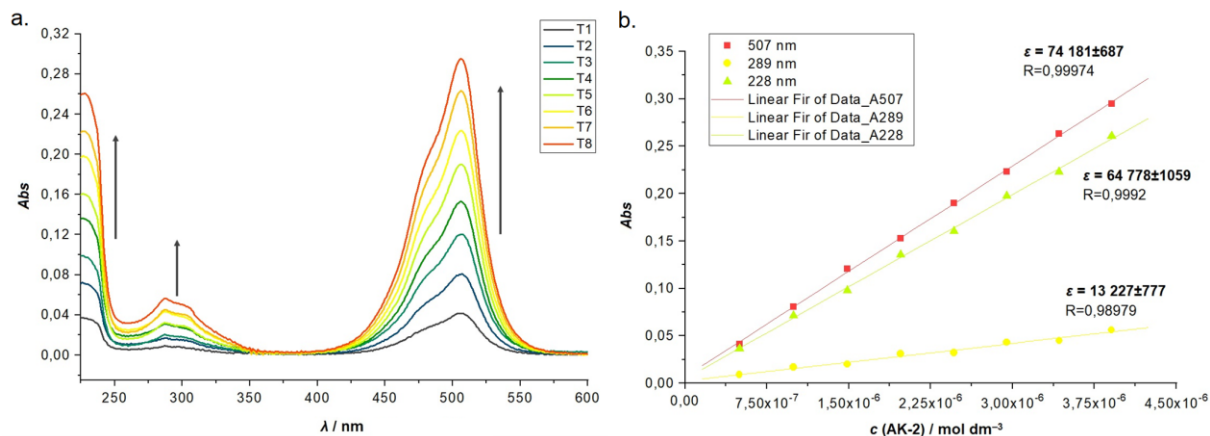 a.
0,32
0,28
0,24
0,20
0,16
0,12
0,08
0,04
0,00
Abs
250
300
350
400
450
500
550
600
λ / nm
T1
T2
T3
T4
T5
T6
T7
T8
b.
0,35
0,30
0,25
0,20
0,15
0,10
0,05
0,00
Abs
507 nm
289 nm
228 nm
Linear Fir of Data_A507
Linear Fir of Data_A289
Linear Fir of Data_A228
ε = 74 181±687
R=0,99974
ε = 64 778±1059
R=0,9992
ε = 13 227±777
R=0,98979
0,00
7,50x10⁻⁷
1,50x10⁻⁶
2,25x10⁻⁶
3,00x10⁻⁶
3,75x10⁻⁶
4,50x10⁻⁶
c (AK-2) / mol dm⁻³